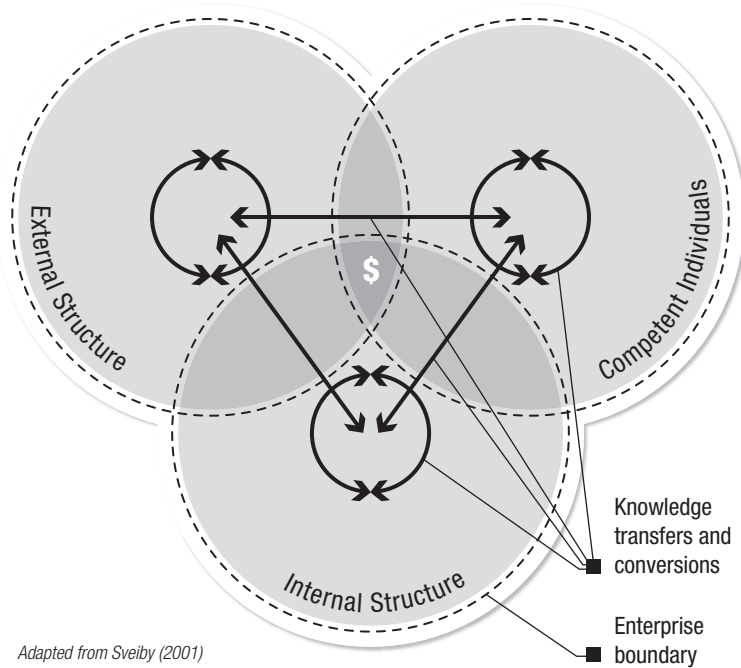 External Structure
Competent Individuals
$
Internal Structure
Knowledge
transfers and
conversions
Enterprise
boundary
Adapted from Sveiby (2001)